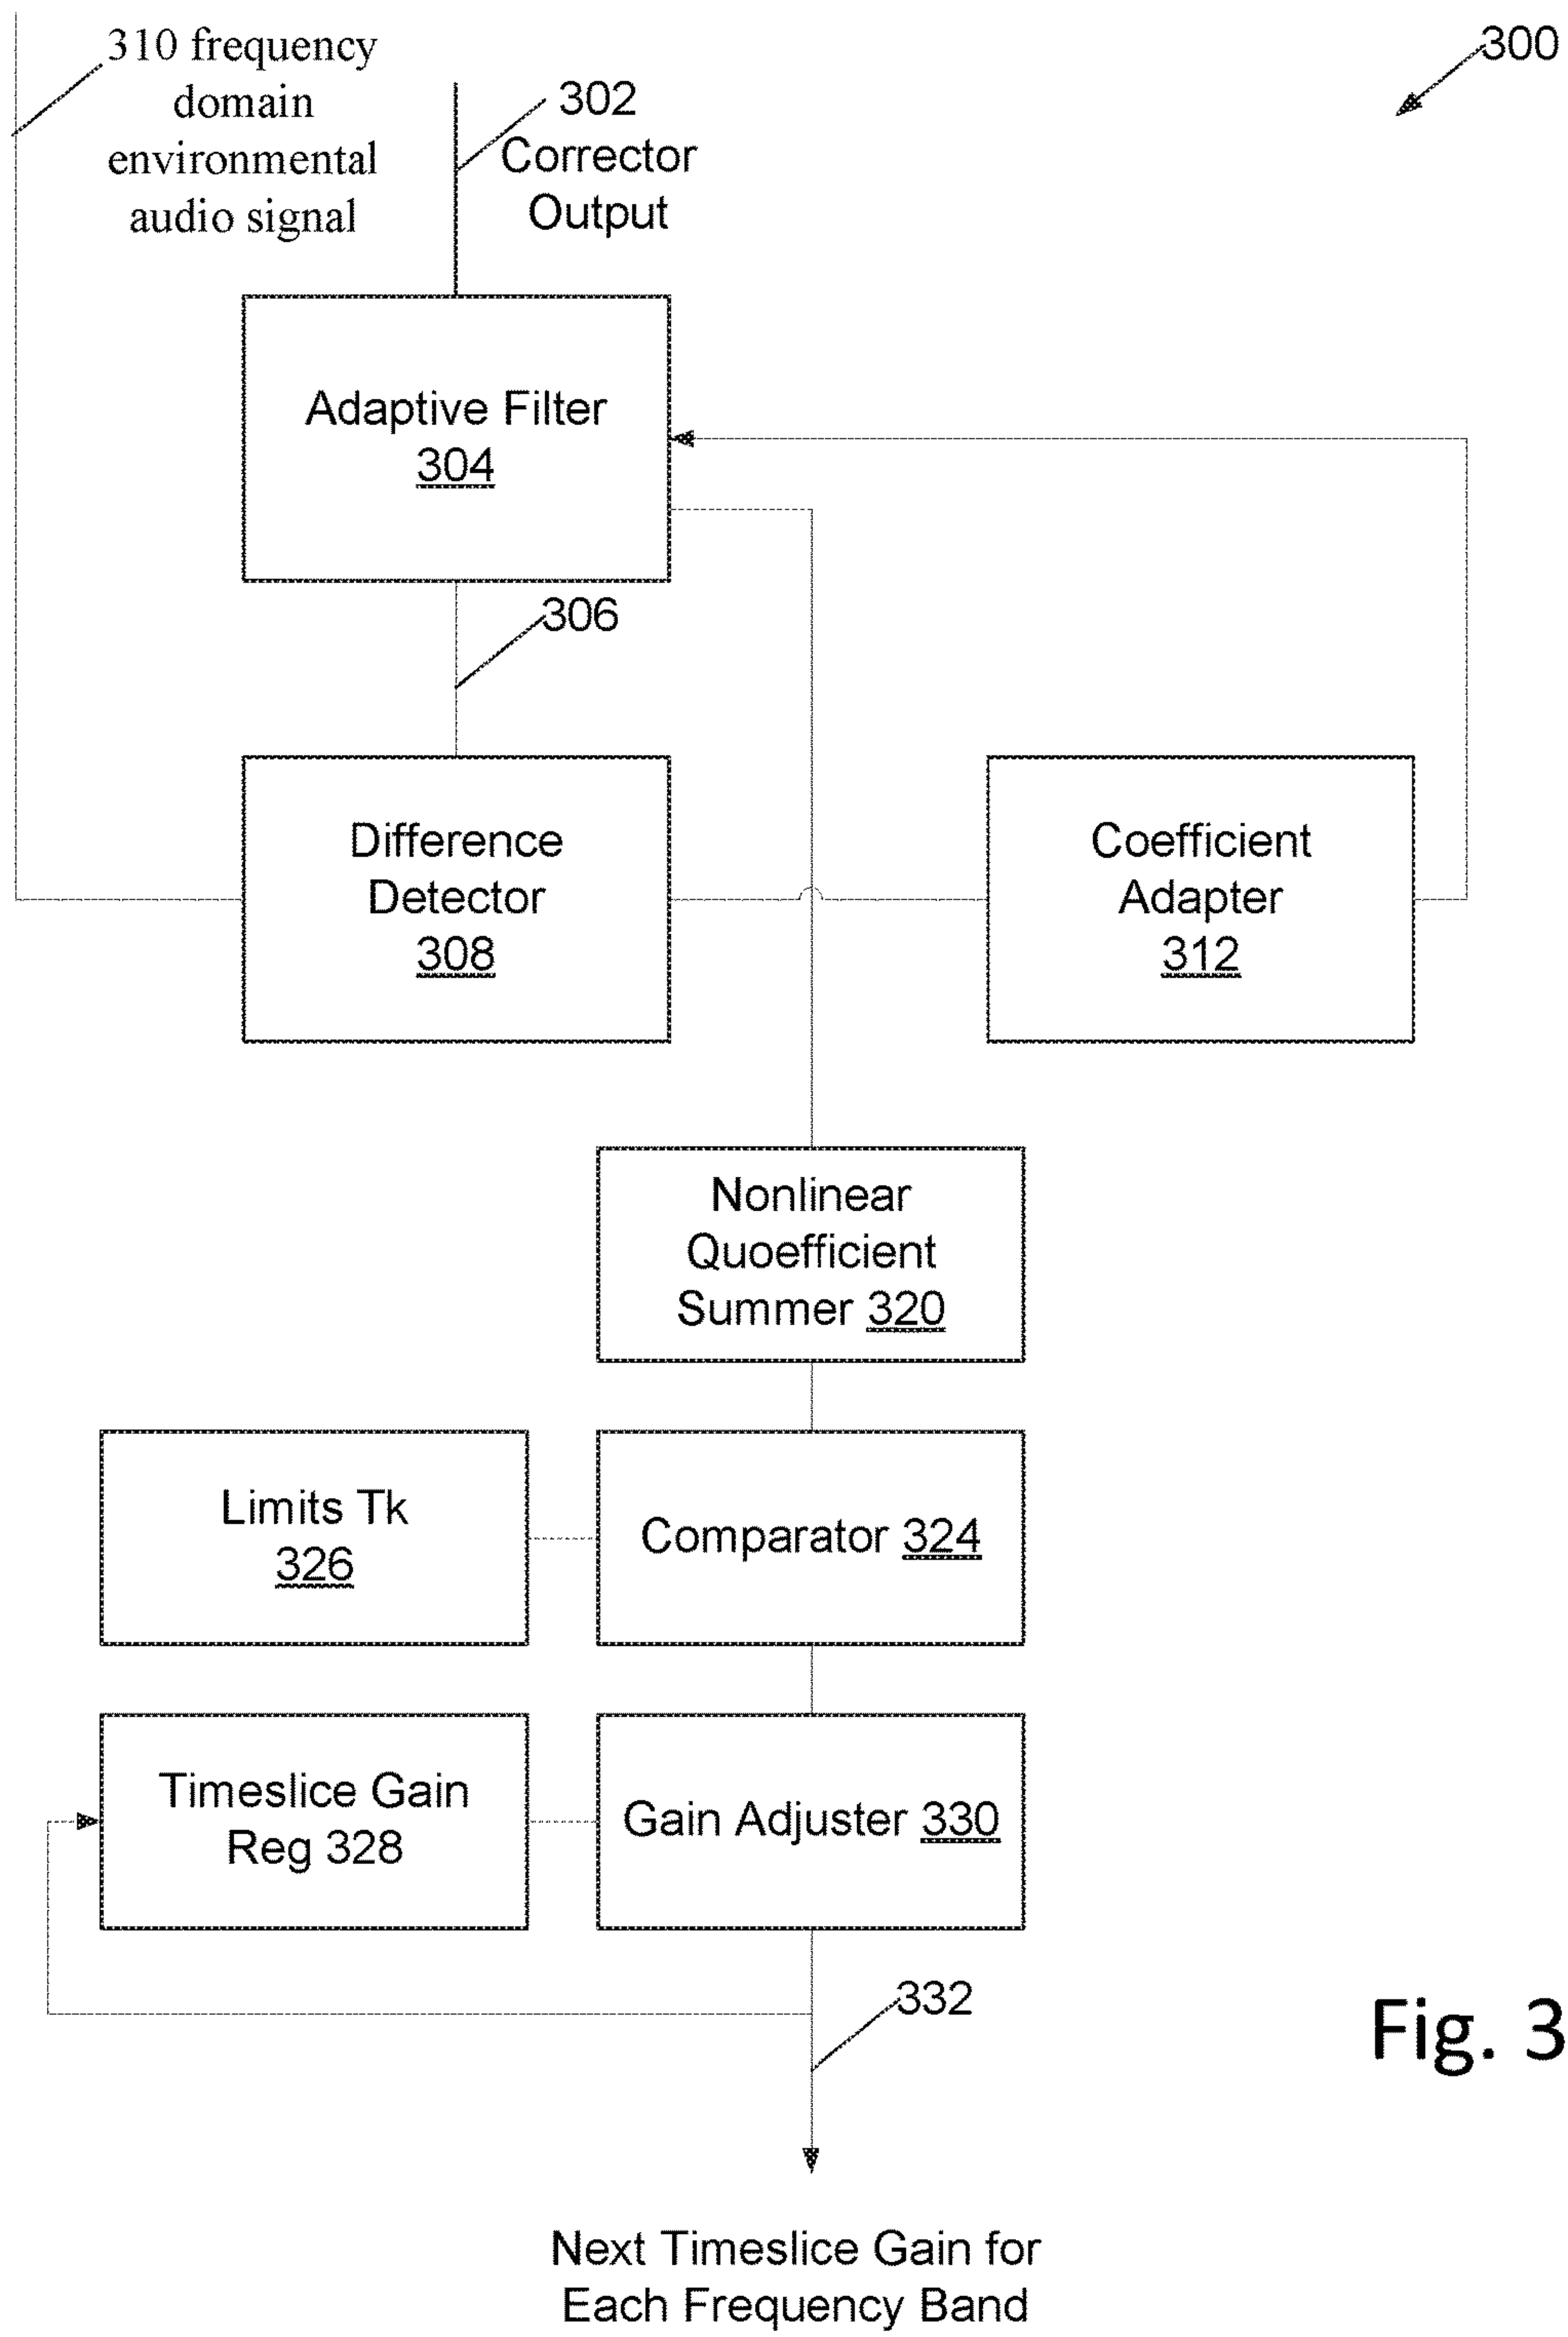 310 frequency
domain
environmental
audio signal
302
Corrector
Output
300
Adaptive Filter
304
306
Difference
Detector
308
Coefficient
Adapter
312
Nonlinear
Quoefficient
Summer 320
Limits Tk
326
Comparator 324
Timeslice Gain
Reg 328
Gain Adjuster 330
332
Fig. 3
Next Timeslice Gain for
Each Frequency Band